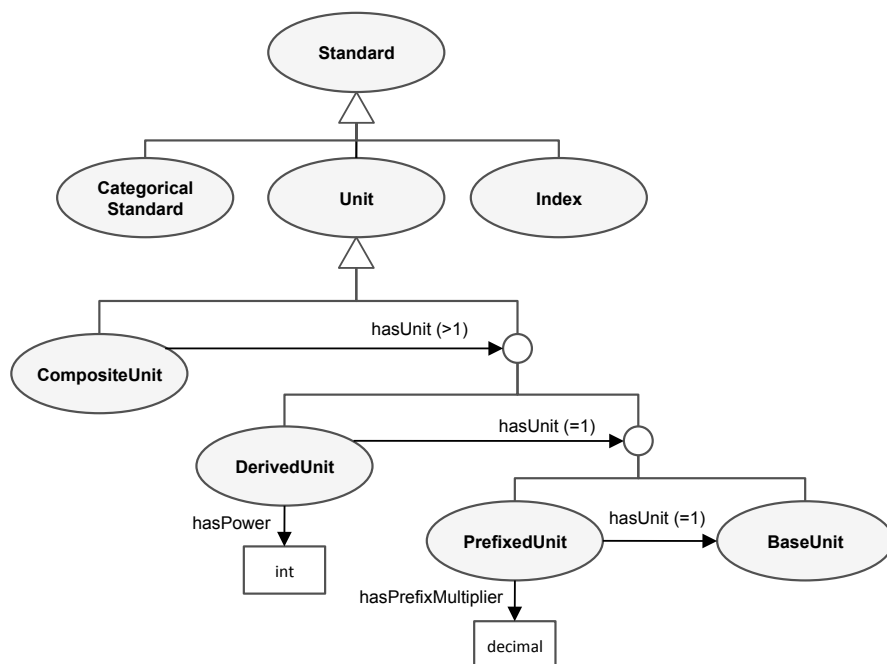 Standard
Categorical
Standard
Unit
Index
hasUnit (>1)
CompositeUnit
hasUnit (=1)
DerivedUnit
hasPower
hasUnit (=1)
PrefixedUnit
BaseUnit
int
hasPrefixMultiplier
decimal